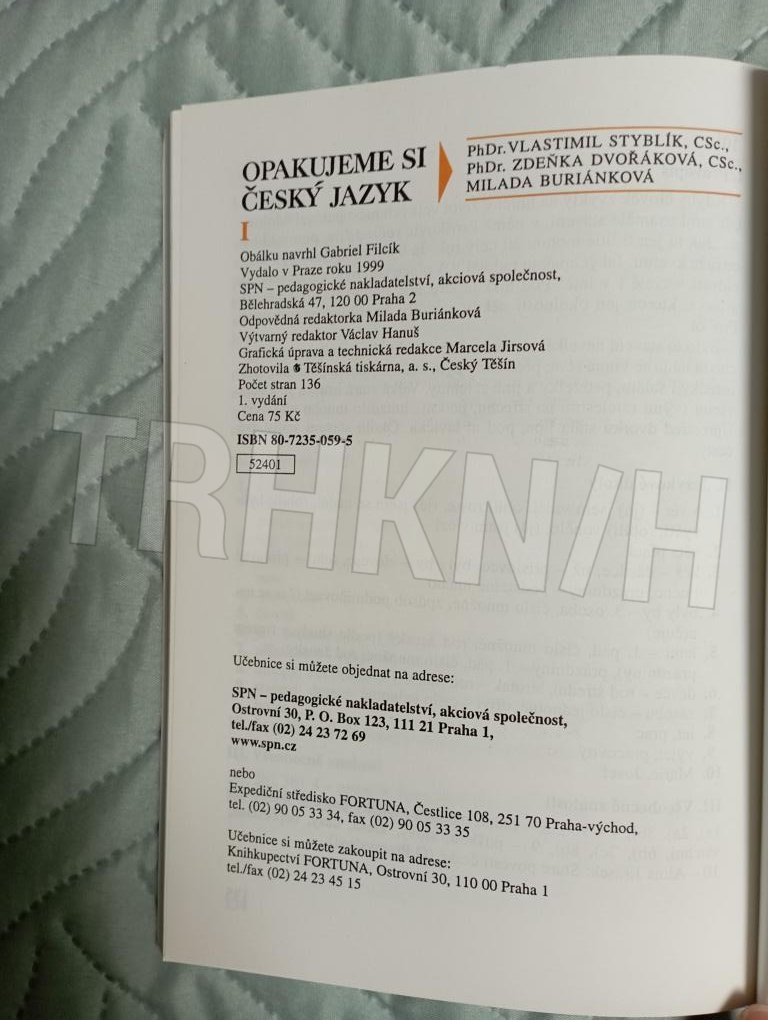 OPAKUJEME SI
ČESKÝ JAZYK
I
PhDr. VLASTIMIL STYBLÍK, CSc.,
PhDr. ZDEŇKA DVOŘÁKOVÁ, CSc.,
MILADA BURIÁNKOVÁ
Obálku navrhl Gabriel Filcík
Vydalo v Praze roku 1999
SPN – pedagogické nakladatelství, akciová společnost,
Bělehradská 47, 120 00 Praha 2
Odpovědná redaktorka Milada Buriánková
Výtvarný redaktor Václav Hanuš
Grafická úprava a technická redakce Marcela Jirsová
Zhotovila Těšínská tiskárna, a. s., Český Těšín
Počet stran 136
1. vydání
Cena 75 Kč
ISBN 80-7235-059-5
52401
TRHKN/H
Učebnice si můžete objednat na adrese:
SPN – pedagogické nakladatelství, akciová společnost,
Ostrovní 30, P. O. Box 123, 111 21 Praha 1,
tel./fax (02) 24 23 72 69
www.spn.cz
nebo
Expediční středisko FORTUNA, Čestlice 108, 251 70 Praha-východ,
tel. (02) 90 05 33 34, fax (02) 90 05 33 35
Učebnice si můžete zakoupit na adrese:
Knihkupectví FORTUNA, Ostrovní 30, 110 00 Praha 1
tel./fax (02) 24 23 45 15